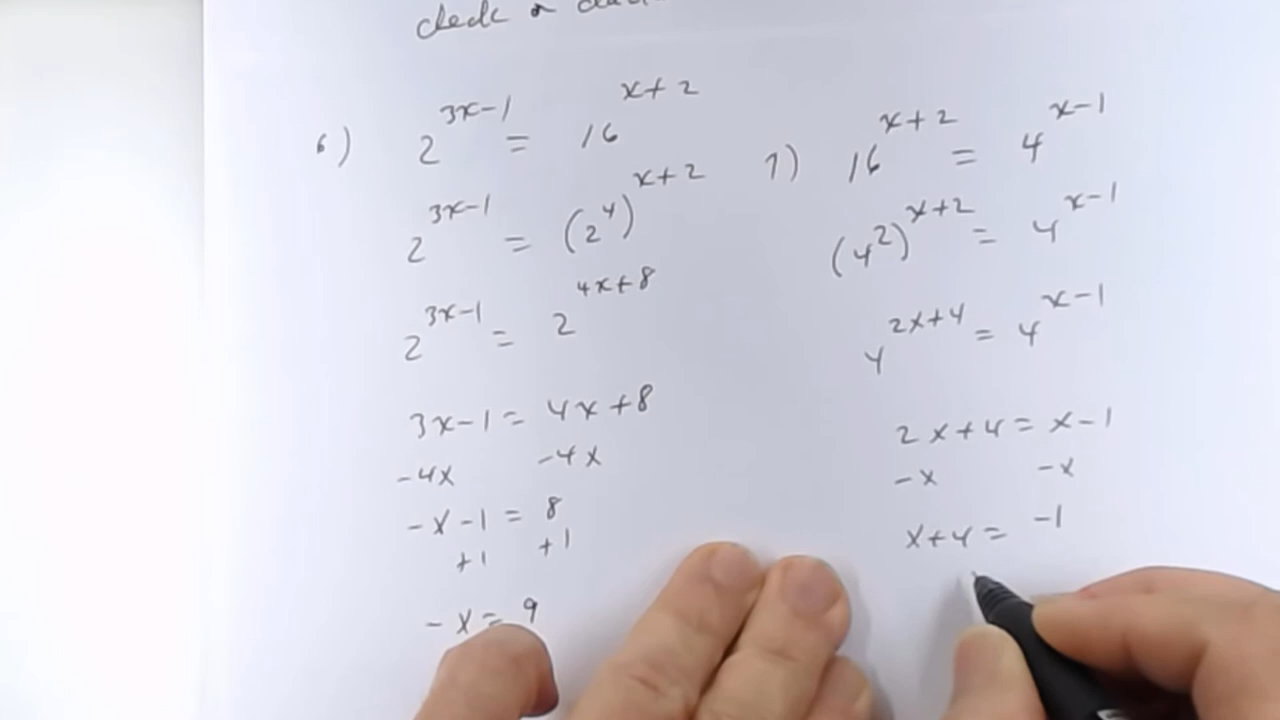 check a
6) 2^{3x-1} = 16^{x+2}
2^{3x-1} = (2^4)^{x+2}
2^{3x-1} = 2^{4x+8}
3x-1 = 4x+8
-4x -4x
-x-1 = 8
+1 +1
-x = 9
7) 16^{x+2} = 4^{x-1}
(4^2)^{x+2} = 4^{x-1}
4^{2x+4} = 4^{x-1}
2x+4 = x-1
-x -x
x+4 = -1